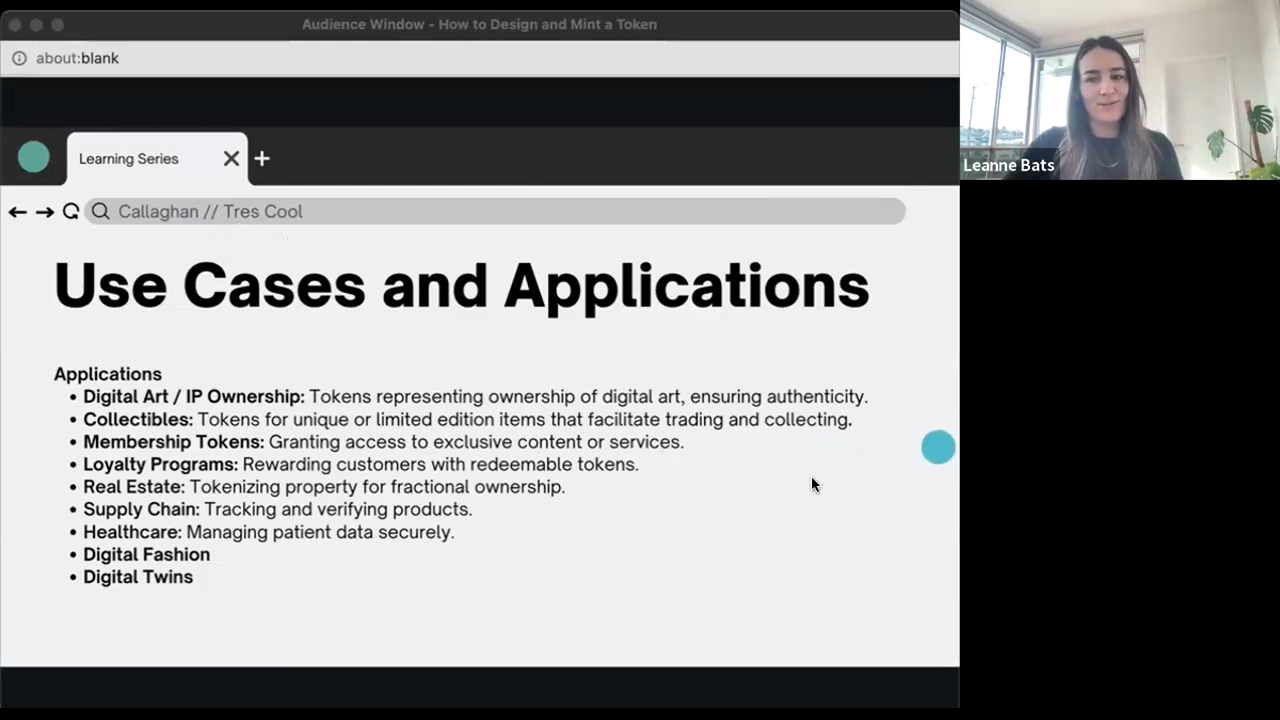 Audience Window - How to Design and Mint a Token
about:blank
Learning Series
Callaghan // Tres Cool
Use Cases and Applications
Applications
• Digital Art / IP Ownership: Tokens representing ownership of digital art, ensuring authenticity.
• Collectibles: Tokens for unique or limited edition items that facilitate trading and collecting.
• Membership Tokens: Granting access to exclusive content or services.
• Loyalty Programs: Rewarding customers with redeemable tokens.
• Real Estate: Tokenizing property for fractional ownership.
• Supply Chain: Tracking and verifying products.
• Healthcare: Managing patient data securely.
• Digital Fashion
• Digital Twins
Leanne Bats